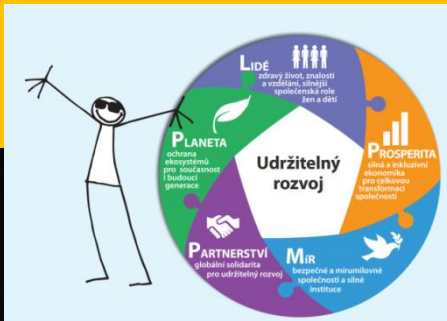 LIDÉ
zdravý život, znalosti
a vzdělání, silnější
společenská role
žen a dětí
PROSPERITA
silná a inkluzivní
ekonomika
pro celkovou
transformaci
společnosti
MíR
bezpečné a mírumilovné
společnosti a silné
instituce
PARTNERSTVÍ
globální solidarita
pro udržitelný rozvoj
PLANETA
ochrana
ekosystémů
pro současnost
i budoucí
generace
Udržitelný
rozvoj